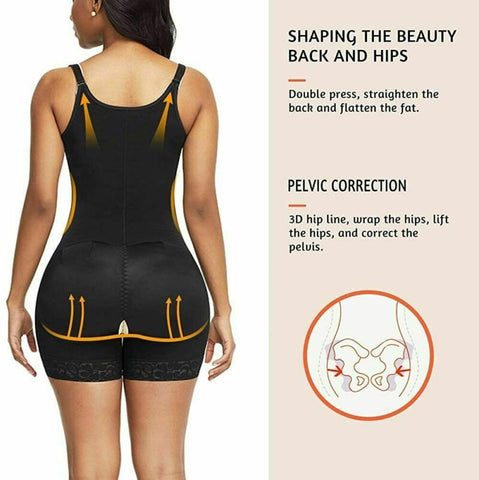 SHAPING THE BEAUTY
BACK AND HIPS
Double press, straighten the
back and flatten the fat.
PELVIC CORRECTION
3D hip line, wrap the hips, lift
the hips, and correct the
pelvis.